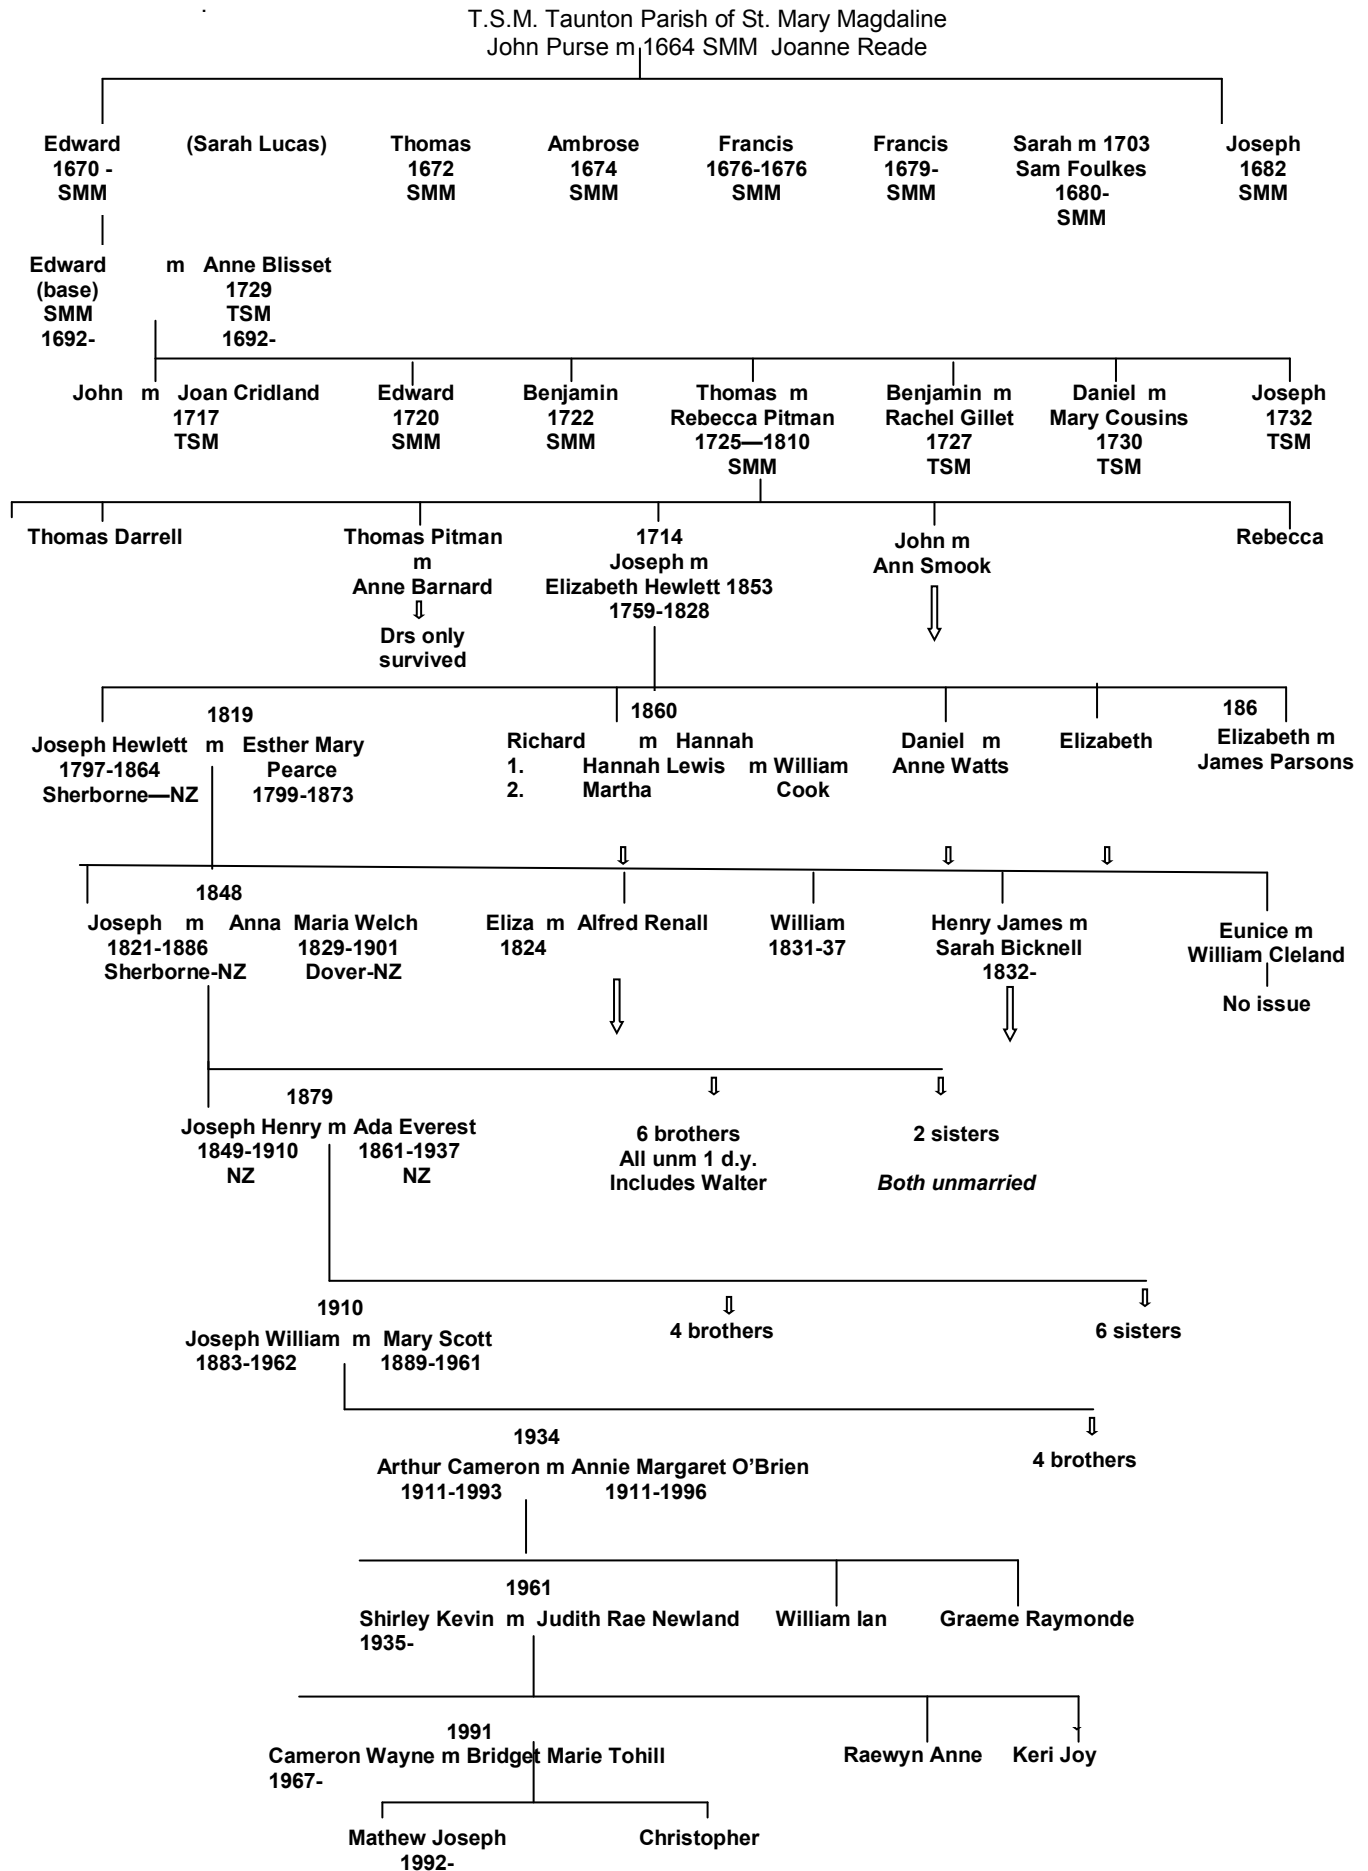 T.S.M. Taunton Parish of St. Mary Magdaline
John Purse m 1664 SMM Joanne Reade
Edward (Sarah Lucas) Thomas Ambrose Francis Francis Sarah m 1703 Joseph
1670 - 1672 1674 1676-1676 1679- Sam Foulkes 1682
SMM SMM SMM SMM SMM 1680- SMM
SMM
Edward m Anne Blisset
(base) 1729
SMM TSM
1692- 1692-
John m Joan Cridland Edward Benjamin Thomas m Benjamin m Daniel m Joseph
1717 1720 1722 Rebecca Pitman Rachel Gillet Mary Cousins 1732
TSM SMM SMM 1725—1810 1727 1730 TSM
SMM TSM TSM
Thomas Darrell Thomas Pitman 1714 John m Rebecca
m Joseph m Ann Smook
Anne Barnard Elizabeth Hewlett 1853
⇩ 1759-1828
Drs only
survived
1819 1860 186
Joseph Hewlett m Esther Mary Richard m Hannah Daniel m Elizabeth Elizabeth m
1797-1864 Pearce 1. Hannah Lewis m William Anne Watts James Parsons
Sherborne—NZ 1799-1873 2. Martha Cook
1848
Joseph m Anna Maria Welch Eliza m Alfred Renall William Henry James m Eunice m
1821-1886 1829-1901 1824 1831-37 Sarah Bicknell William Cleland
Sherborne-NZ Dover-NZ 1832-
No issue
1879
Joseph Henry m Ada Everest 6 brothers 2 sisters
1849-1910 1861-1937 All unm 1 d.y.
NZ NZ Includes Walter Both unmarried
1910
Joseph William m Mary Scott 4 brothers 6 sisters
1883-1962 1889-1961
1934
Arthur Cameron m Annie Margaret O’Brien 4 brothers
1911-1993 1911-1996
1961
Shirley Kevin m Judith Rae Newland William Ian Graeme Raymonde
1935-
1991
Cameron Wayne m Bridget Marie Tohill Raewyn Anne Keri Joy
1967-
Mathew Joseph Christopher
1992-